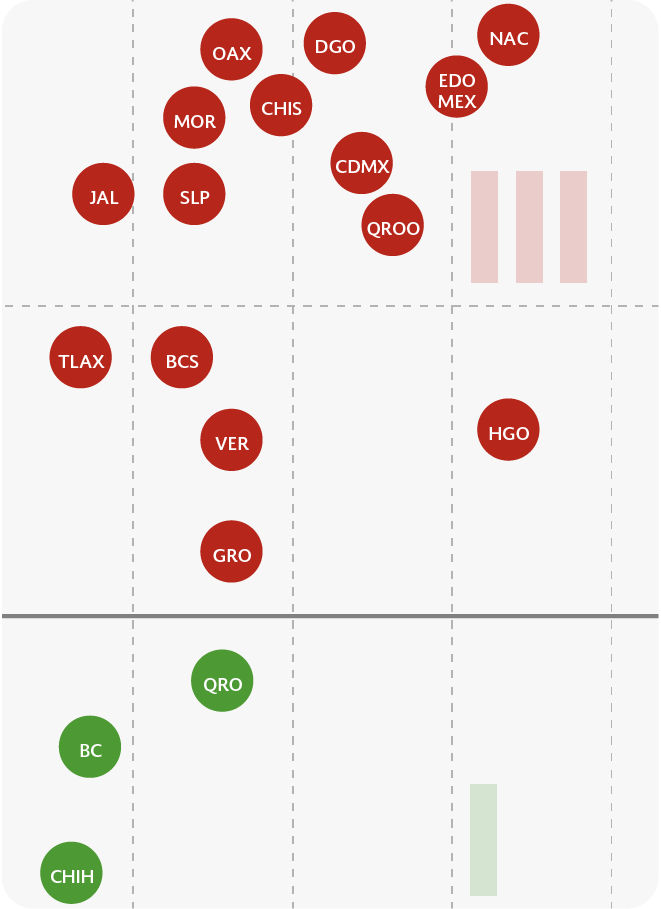 NAC
OAX
DGO
EDO
MEX
CHIS
MOR
CDMX
JAL
SLP
QROO
TLAX
BCS
VER
HGO
GRO
QRO
BC
CHIH